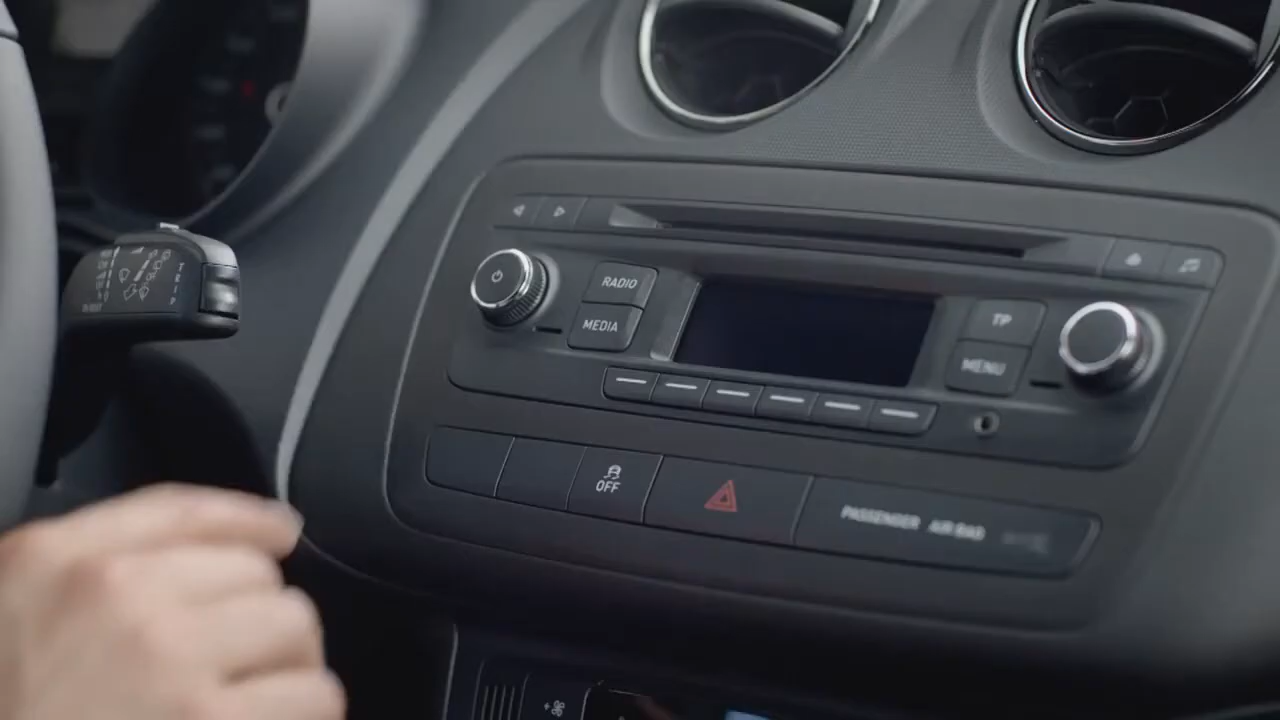 RADIO
MEDIA
TP
MENU
OFF
PASSENGER AIR BAG